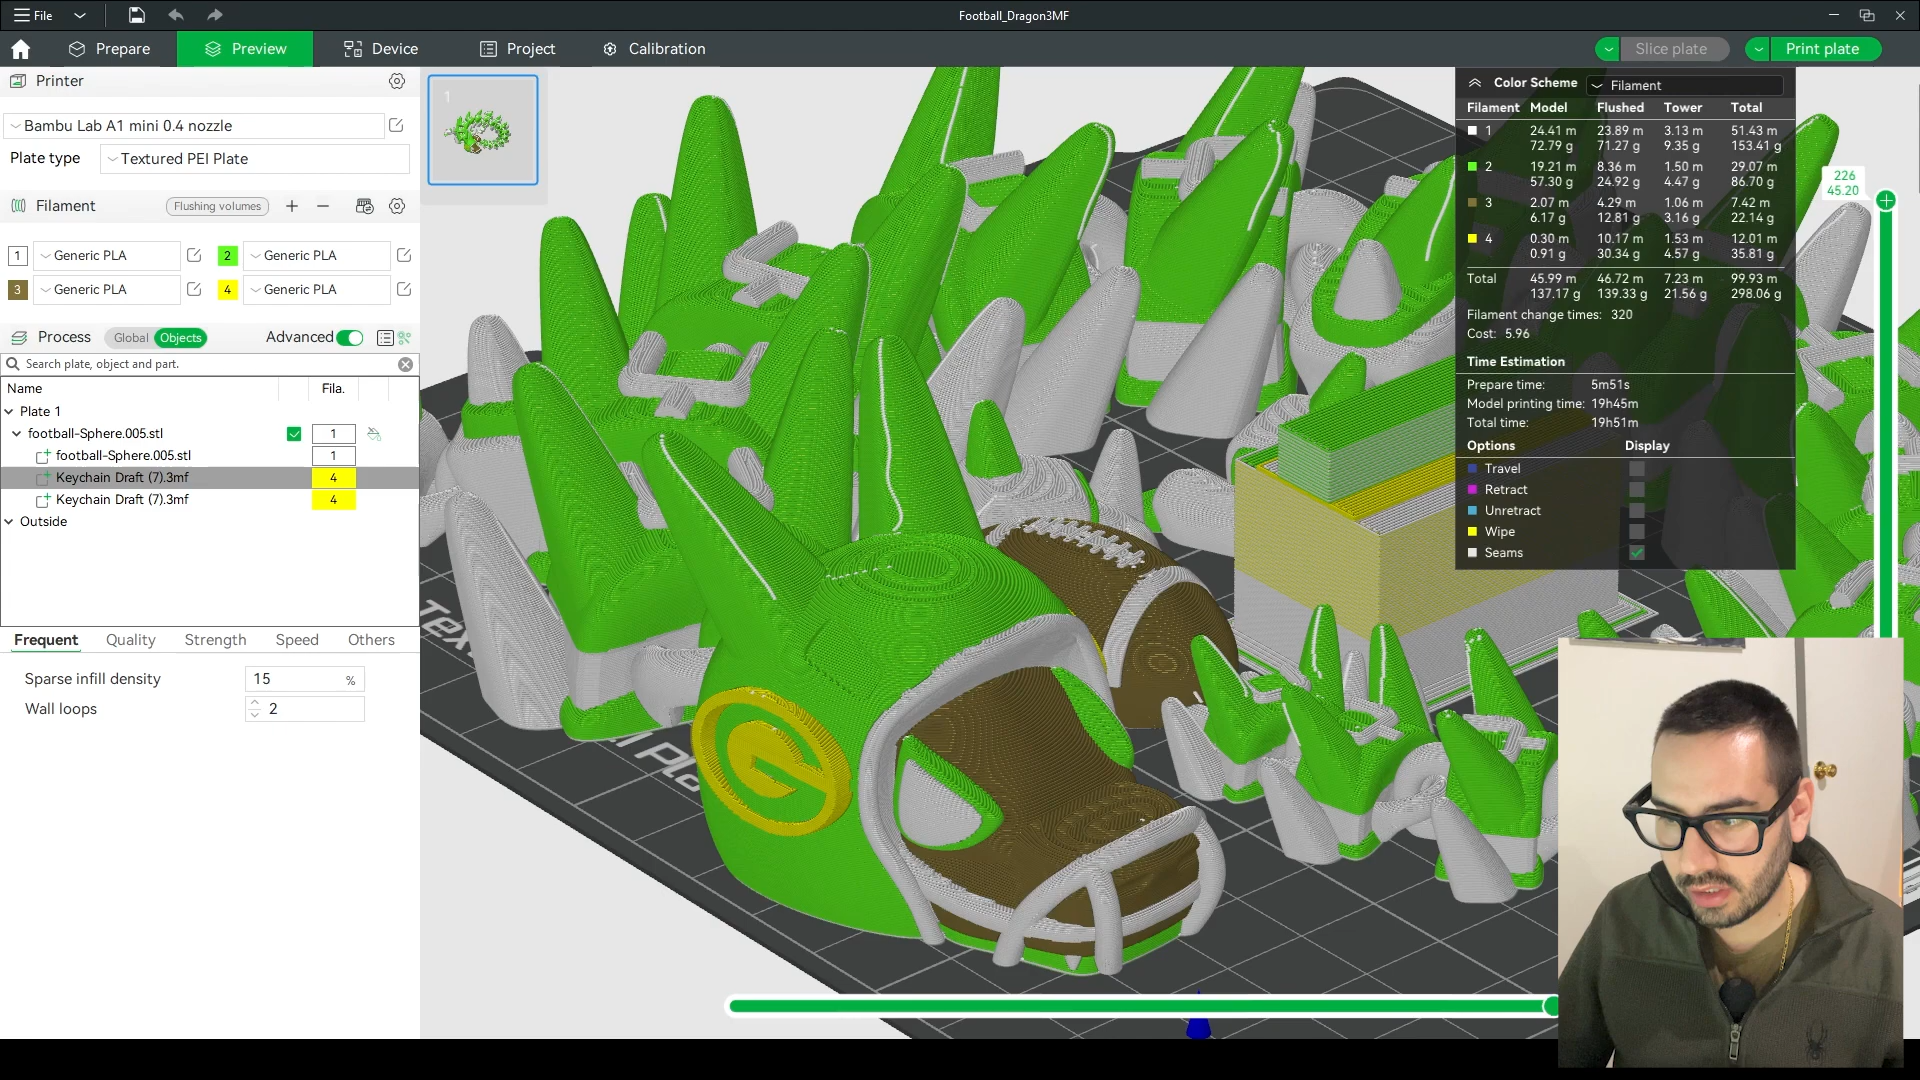 File
Football_Dragon3MF
Prepare
Preview
Device
Project
Calibration
Slice plate
Print plate
Printer
Bambu Lab A1 mini 0.4 nozzle
Plate type
Textured PEI Plate
Filament
Flushing volumes
1 Generic PLA
2 Generic PLA
3 Generic PLA
4 Generic PLA
Process
Global
Objects
Advanced
Search plate, object and part.
Name Fila.
Plate 1
football-Sphere.005.stl 1
football-Sphere.005.stl 1
Keychain Draft (7).3mf 4
Keychain Draft (7).3mf 4
Outside
Frequent
Quality
Strength
Speed
Others
Sparse infill density 15 %
Wall loops 2
1
G
Color Scheme Filament
Filament Model Flushed Tower Total
1 24.41 m 23.89 m 3.13 m 51.43 m
72.79 g 71.27 g 9.35 g 153.41 g
2 19.21 m 8.36 m 1.50 m 29.07 m
57.30 g 24.92 g 4.47 g 86.70 g
3 2.07 m 4.29 m 1.06 m 7.42 m
6.17 g 12.81 g 3.16 g 22.14 g
4 0.30 m 10.17 m 1.53 m 12.01 m
0.91 g 30.34 g 4.57 g 35.81 g
Total 45.99 m 46.72 m 7.23 m 99.93 m
137.17 g 139.33 g 21.56 g 298.06 g
Filament change times: 320
Cost: 5.96
Time Estimation
Prepare time: 5m51s
Model printing time: 19h45m
Total time: 19h51m
Options Display
Travel
Retract
Unretract
Wipe
Seams
226
45.20